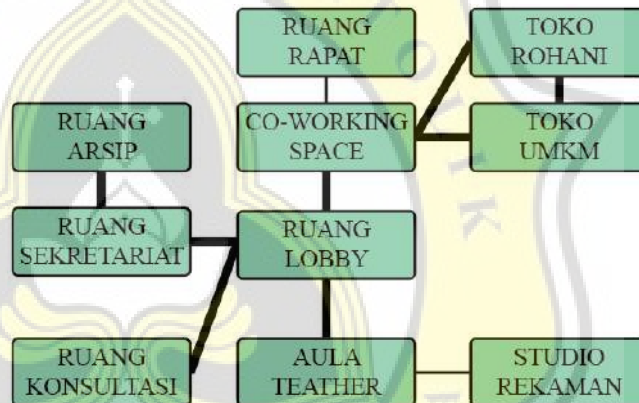 RUANG
RAPAT
TOKO
ROHANI
RUANG
ARSIP
CO-WORKING
SPACE
TOKO
UMKM
RUANG
SEKRETARIAT
RUANG
LOBBY
RUANG
KONSULTASI
AULA
TEATHER
STUDIO
REKAMAN